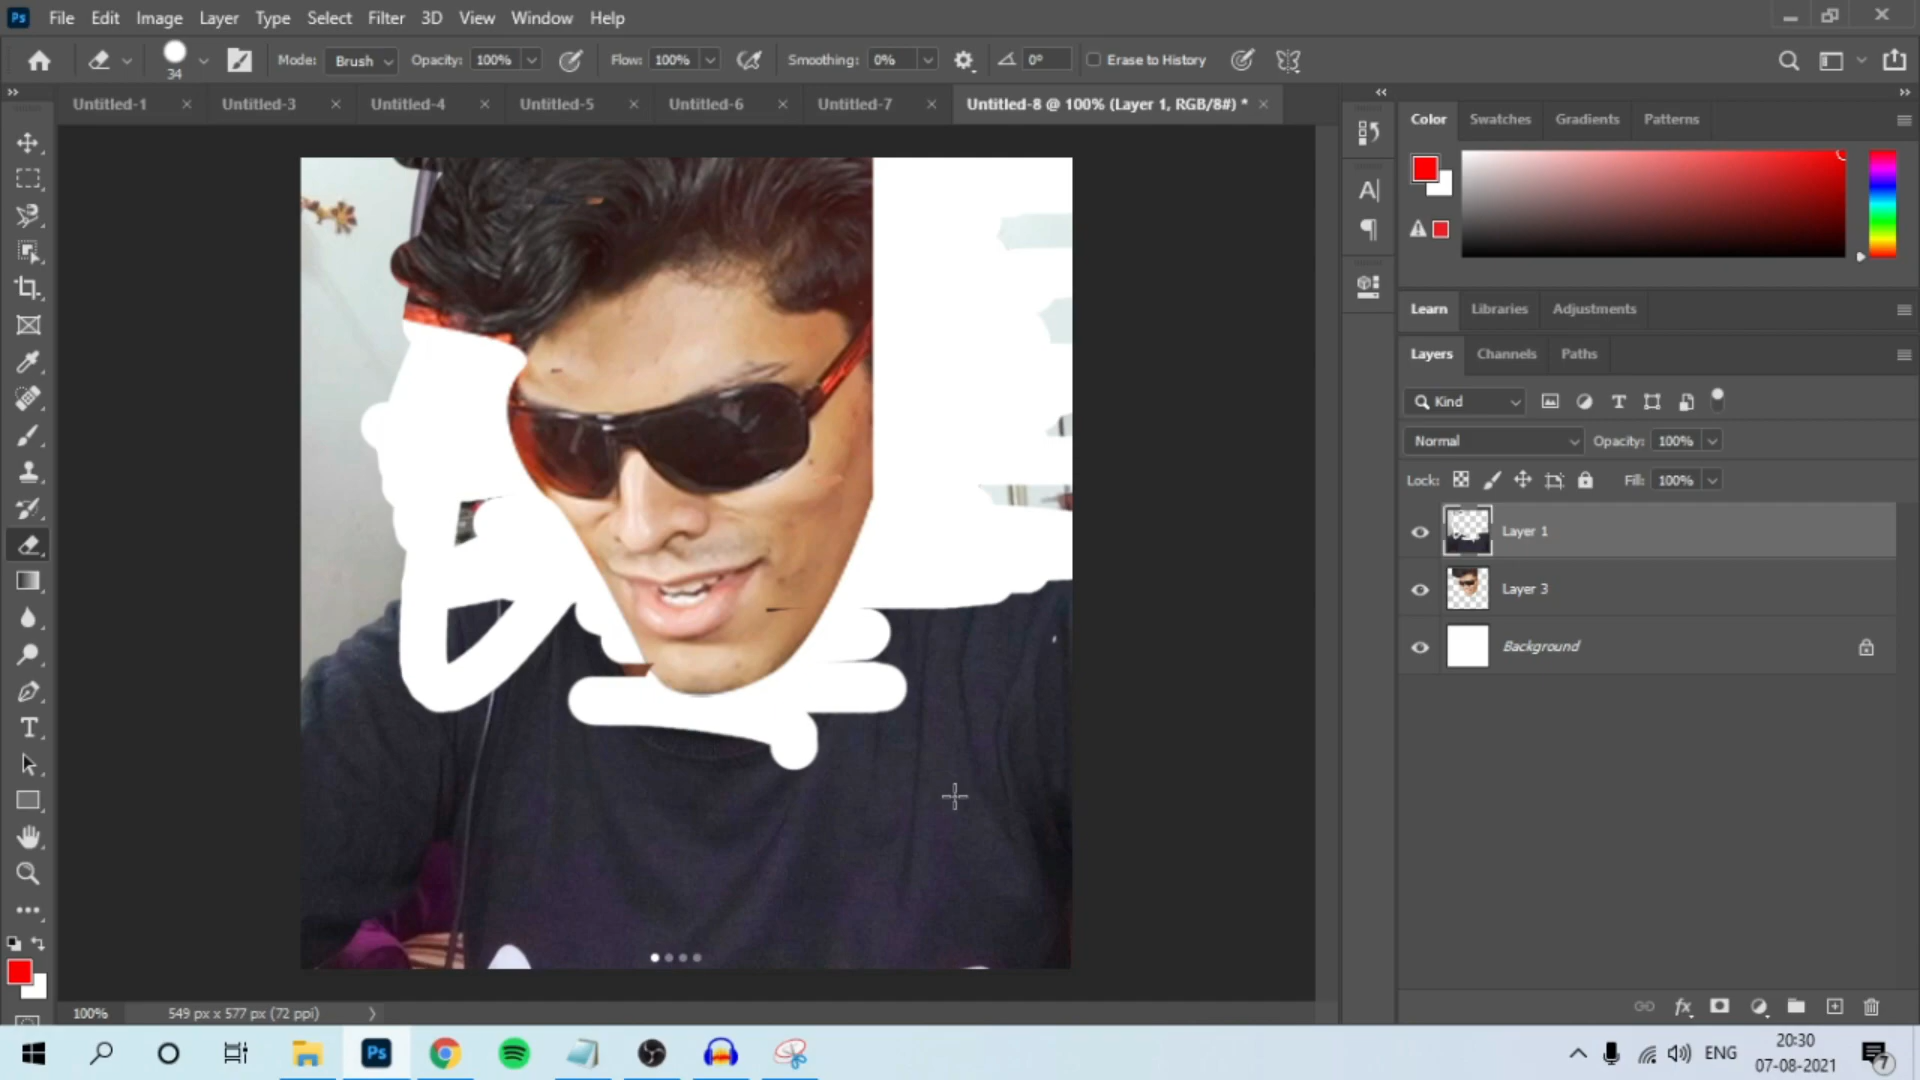 Ps File Edit Image Layer Type Select Filter 3D View Window Help
34 Mode: Brush Opacity: 100% Flow: 100% Smoothing: 0% 0° Erase to History
Untitled-1 Untitled-3 Untitled-4 Untitled-5 Untitled-6 Untitled-7 Untitled-8 @ 100% (Layer 1, RGB/8#) *
Color Swatches Gradients Patterns
Learn Libraries Adjustments
Layers Channels Paths
Kind
Normal Opacity: 100%
Lock: Fill: 100%
Layer 1
Layer 3
Background
100% 549 px x 577 px (72 ppi)
Ps ENG 20:30
07-08-2021 7